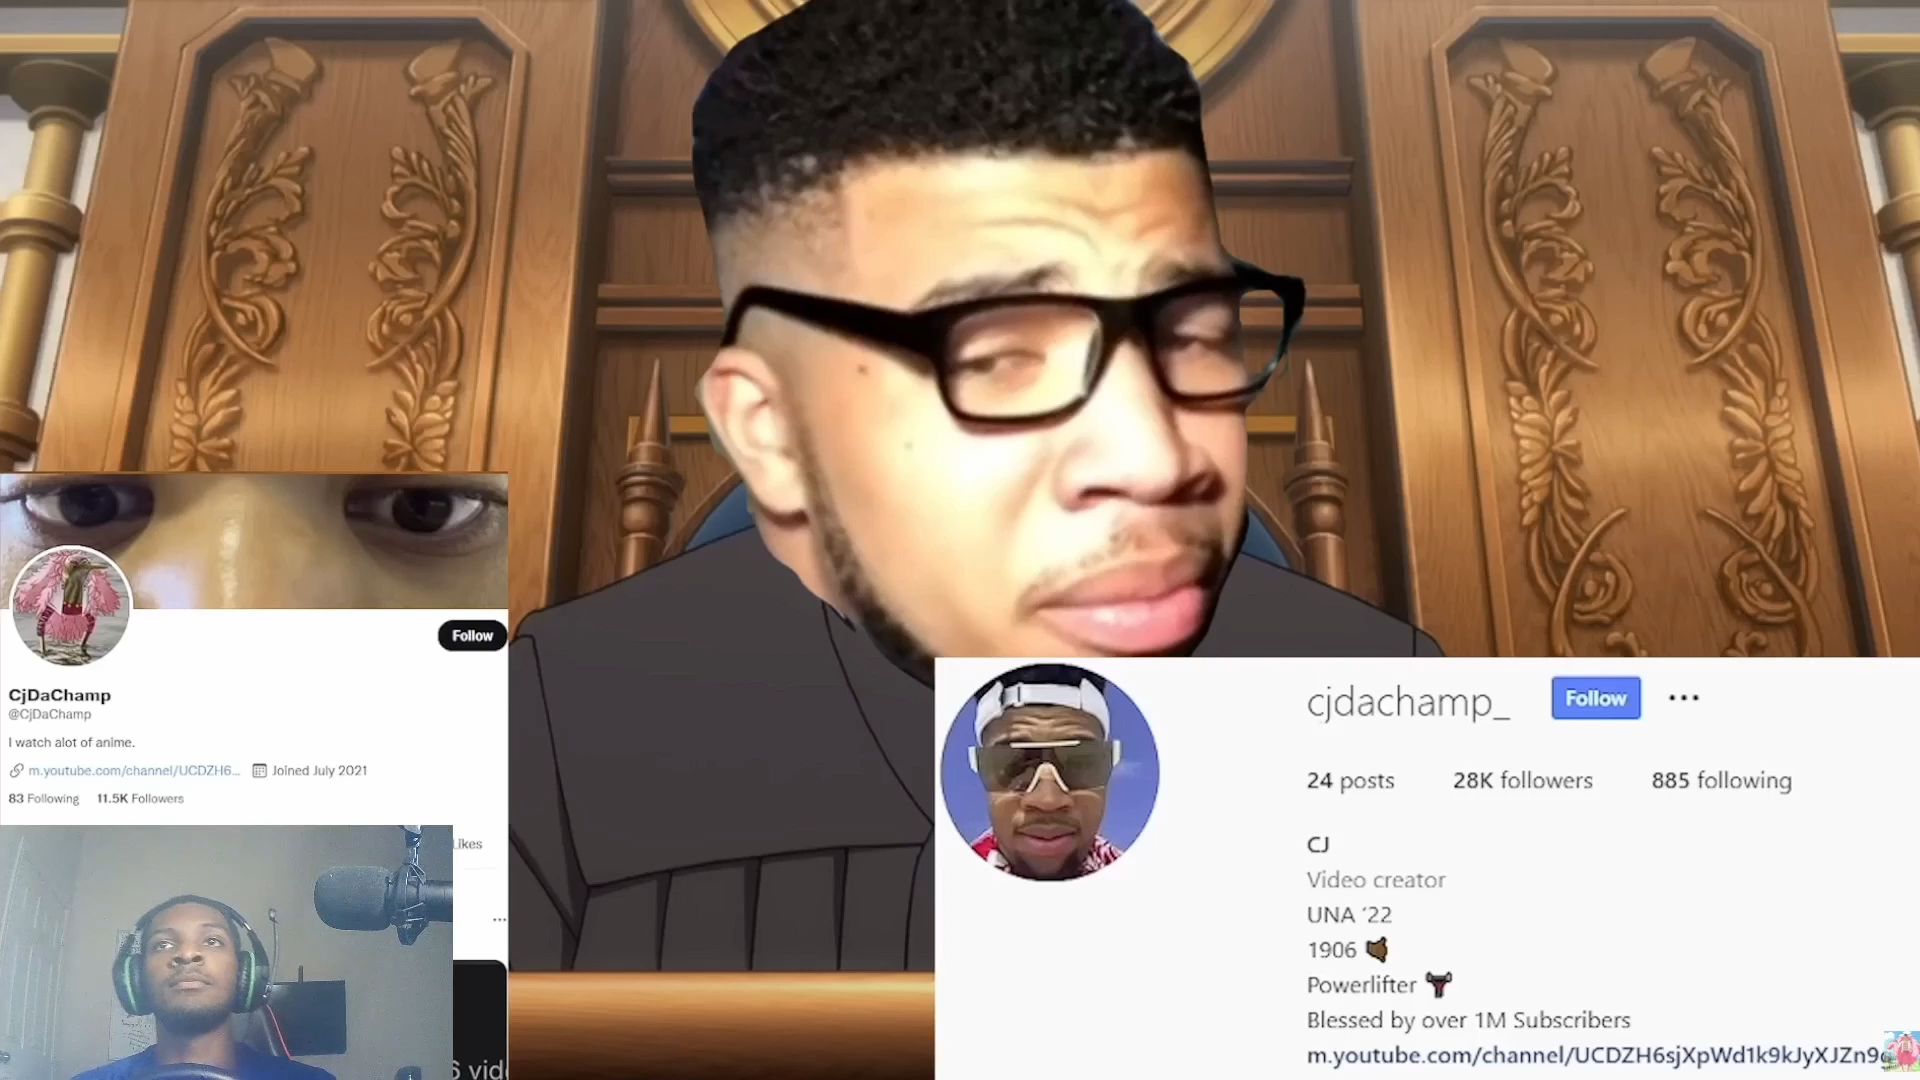 Follow
CjDaChamp
@CjDaChamp
I watch alot of anime.
m.youtube.com/channel/UCDZH6... Joined July 2021
83 Following 11.5K Followers
Likes
6 vid
cjdachamp_ Follow
24 posts 28K followers 885 following
CJ
Video creator
UNA '22
1906
Powerlifter
Blessed by over 1M Subscribers
m.youtube.com/channel/UCDZH6sjXpWd1k9kJyXJZn9